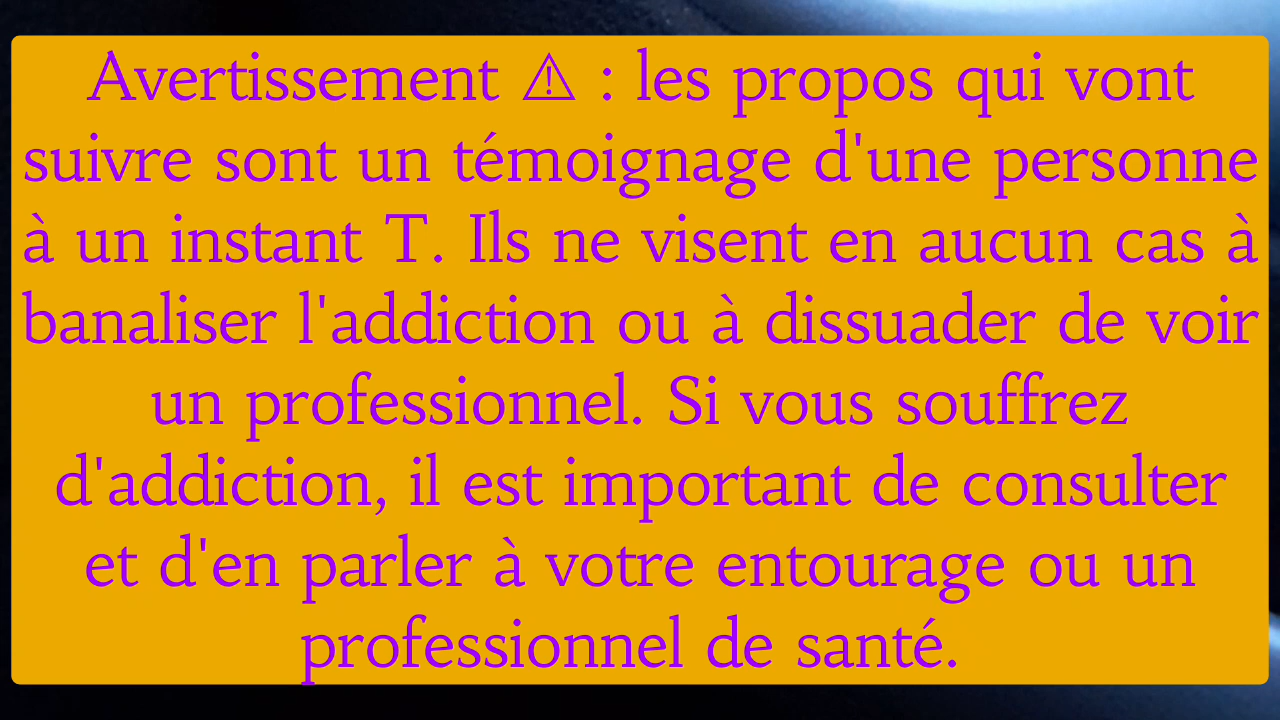 Avertissement ⚠ : les propos qui vont
suivre sont un témoignage d'une personne
à un instant T. Ils ne visent en aucun cas à
banaliser l'addiction ou à dissuader de voir
un professionnel. Si vous souffrez
d'addiction, il est important de consulter
et d'en parler à votre entourage ou un
professionnel de santé.